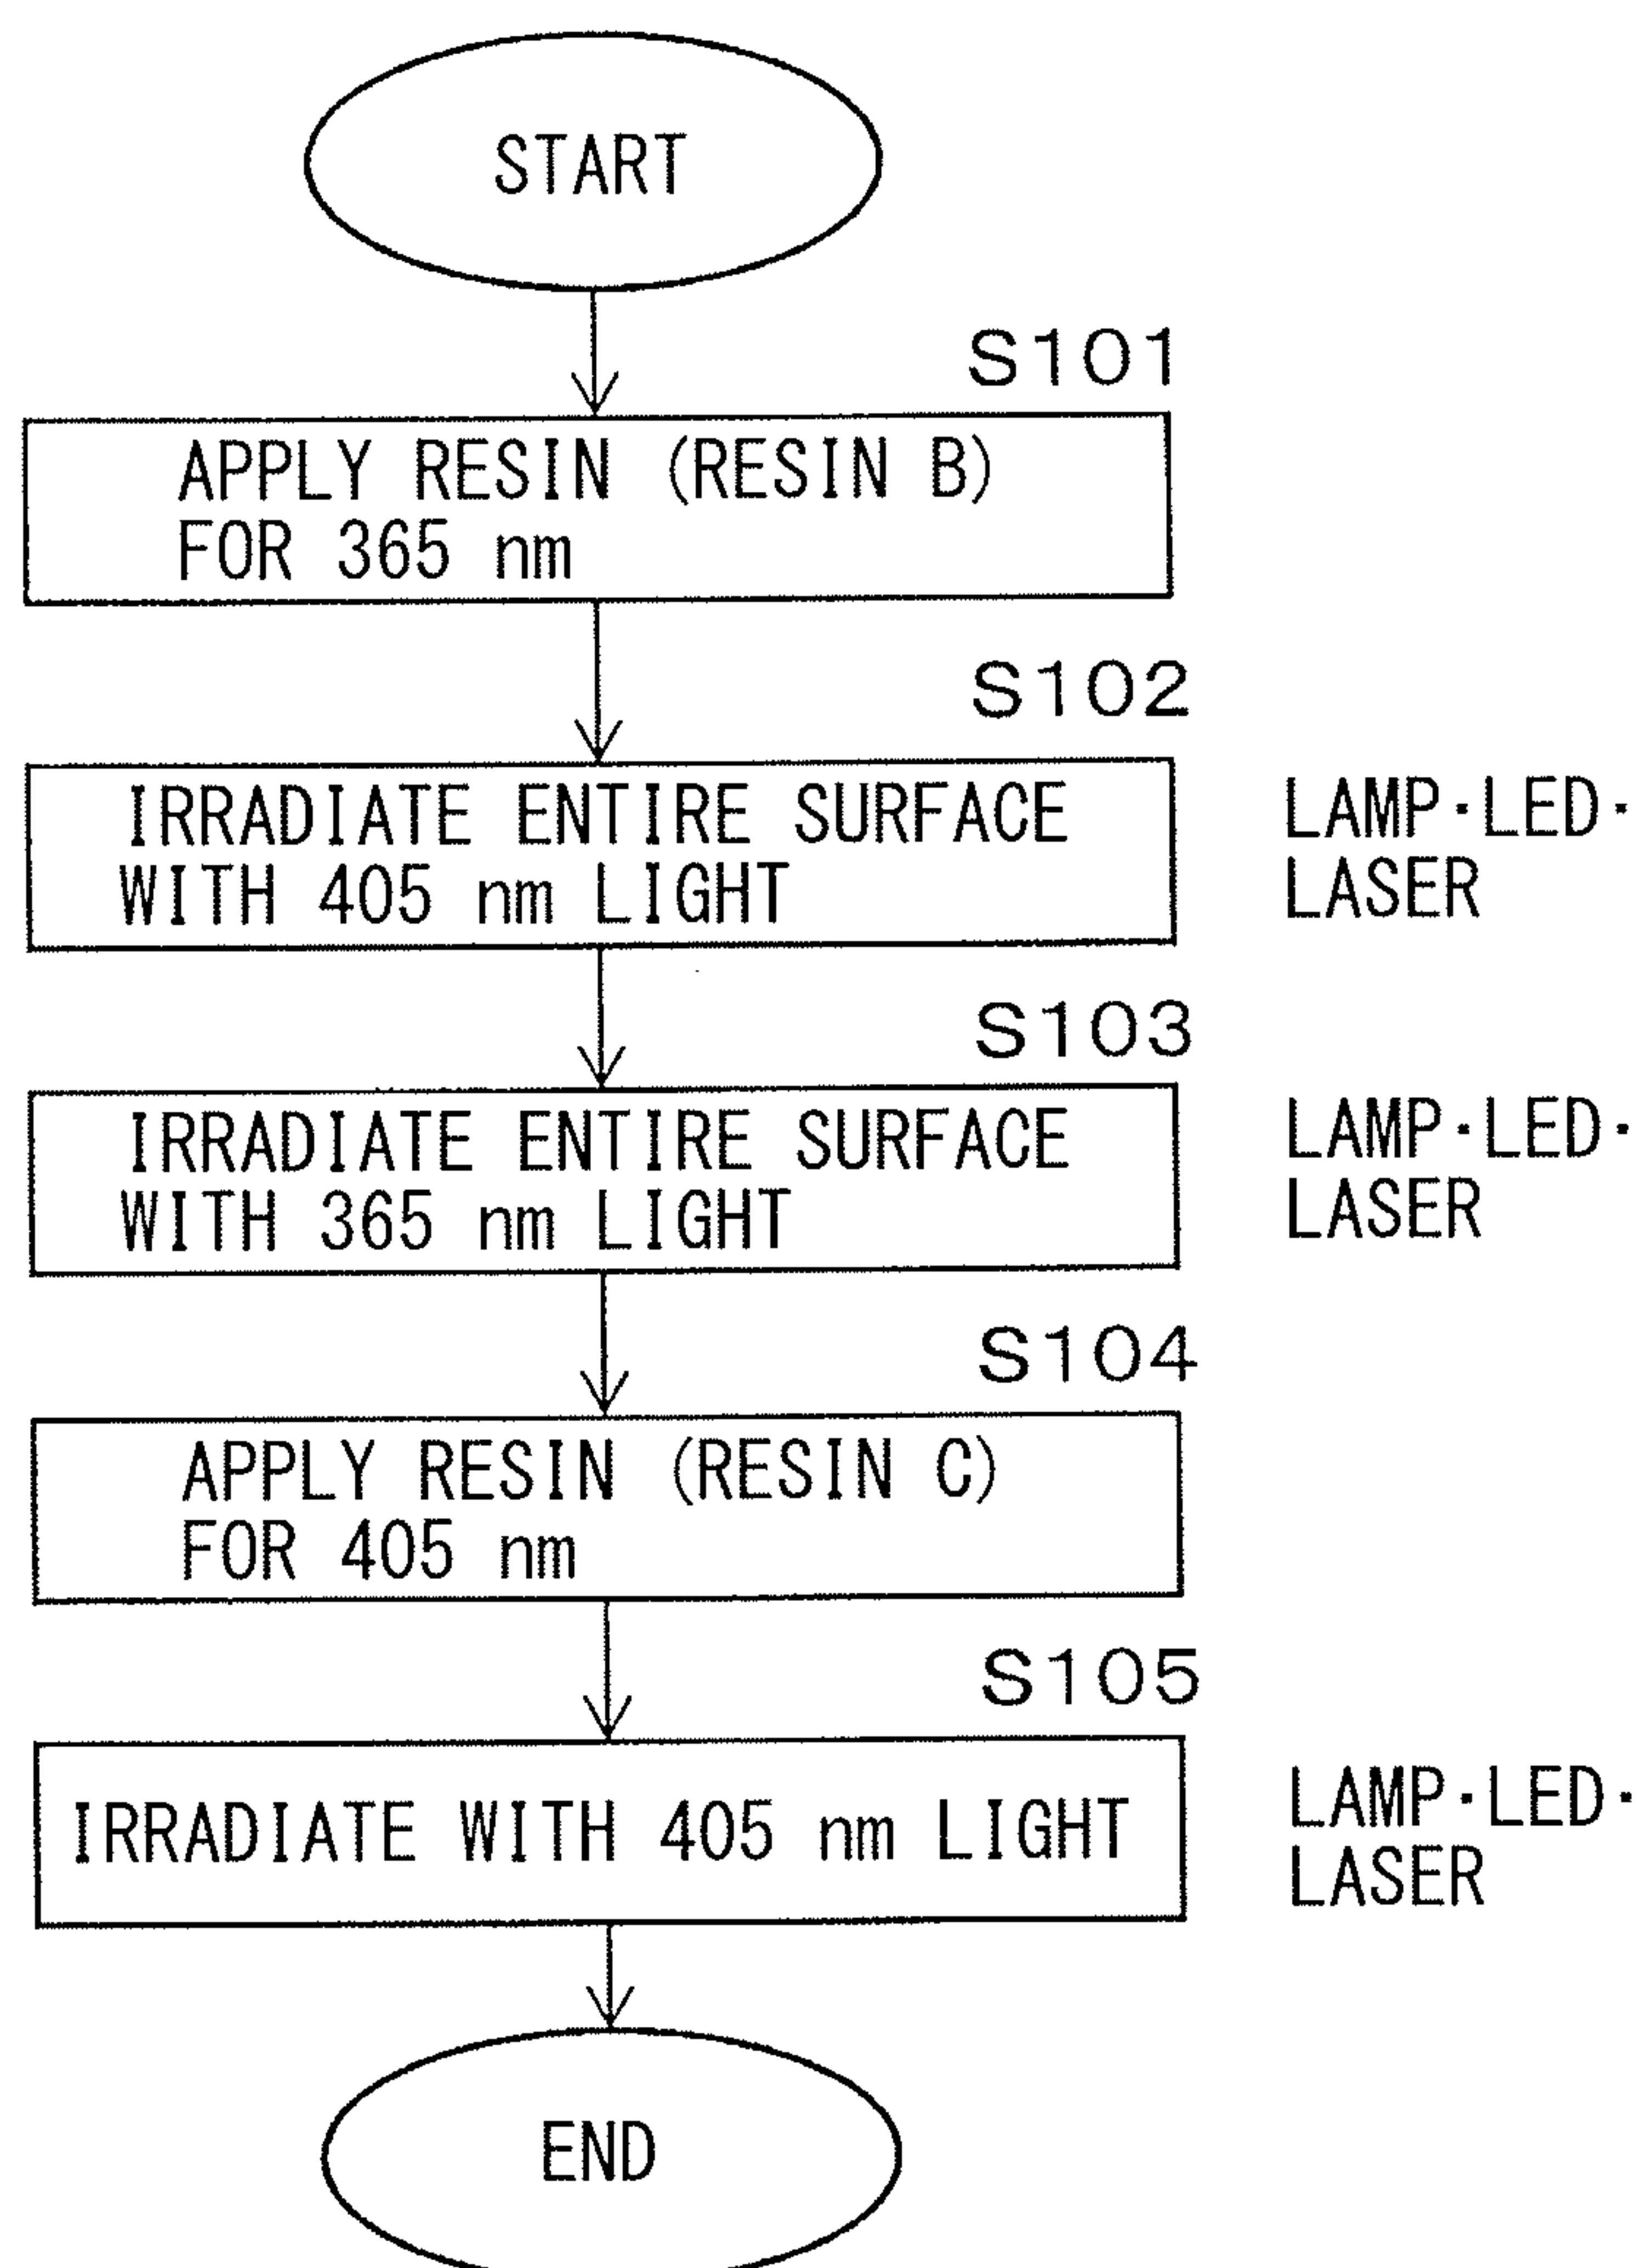 START
S101
APPLY RESIN (RESIN B)
FOR 365 nm
S102
IRRADIATE ENTIRE SURFACE
WITH 405 nm LIGHT
LAMP·LED·
LASER
S103
IRRADIATE ENTIRE SURFACE
WITH 365 nm LIGHT
LAMP·LED·
LASER
S104
APPLY RESIN (RESIN C)
FOR 405 nm
S105
IRRADIATE WITH 405 nm LIGHT
LAMP·LED·
LASER
END